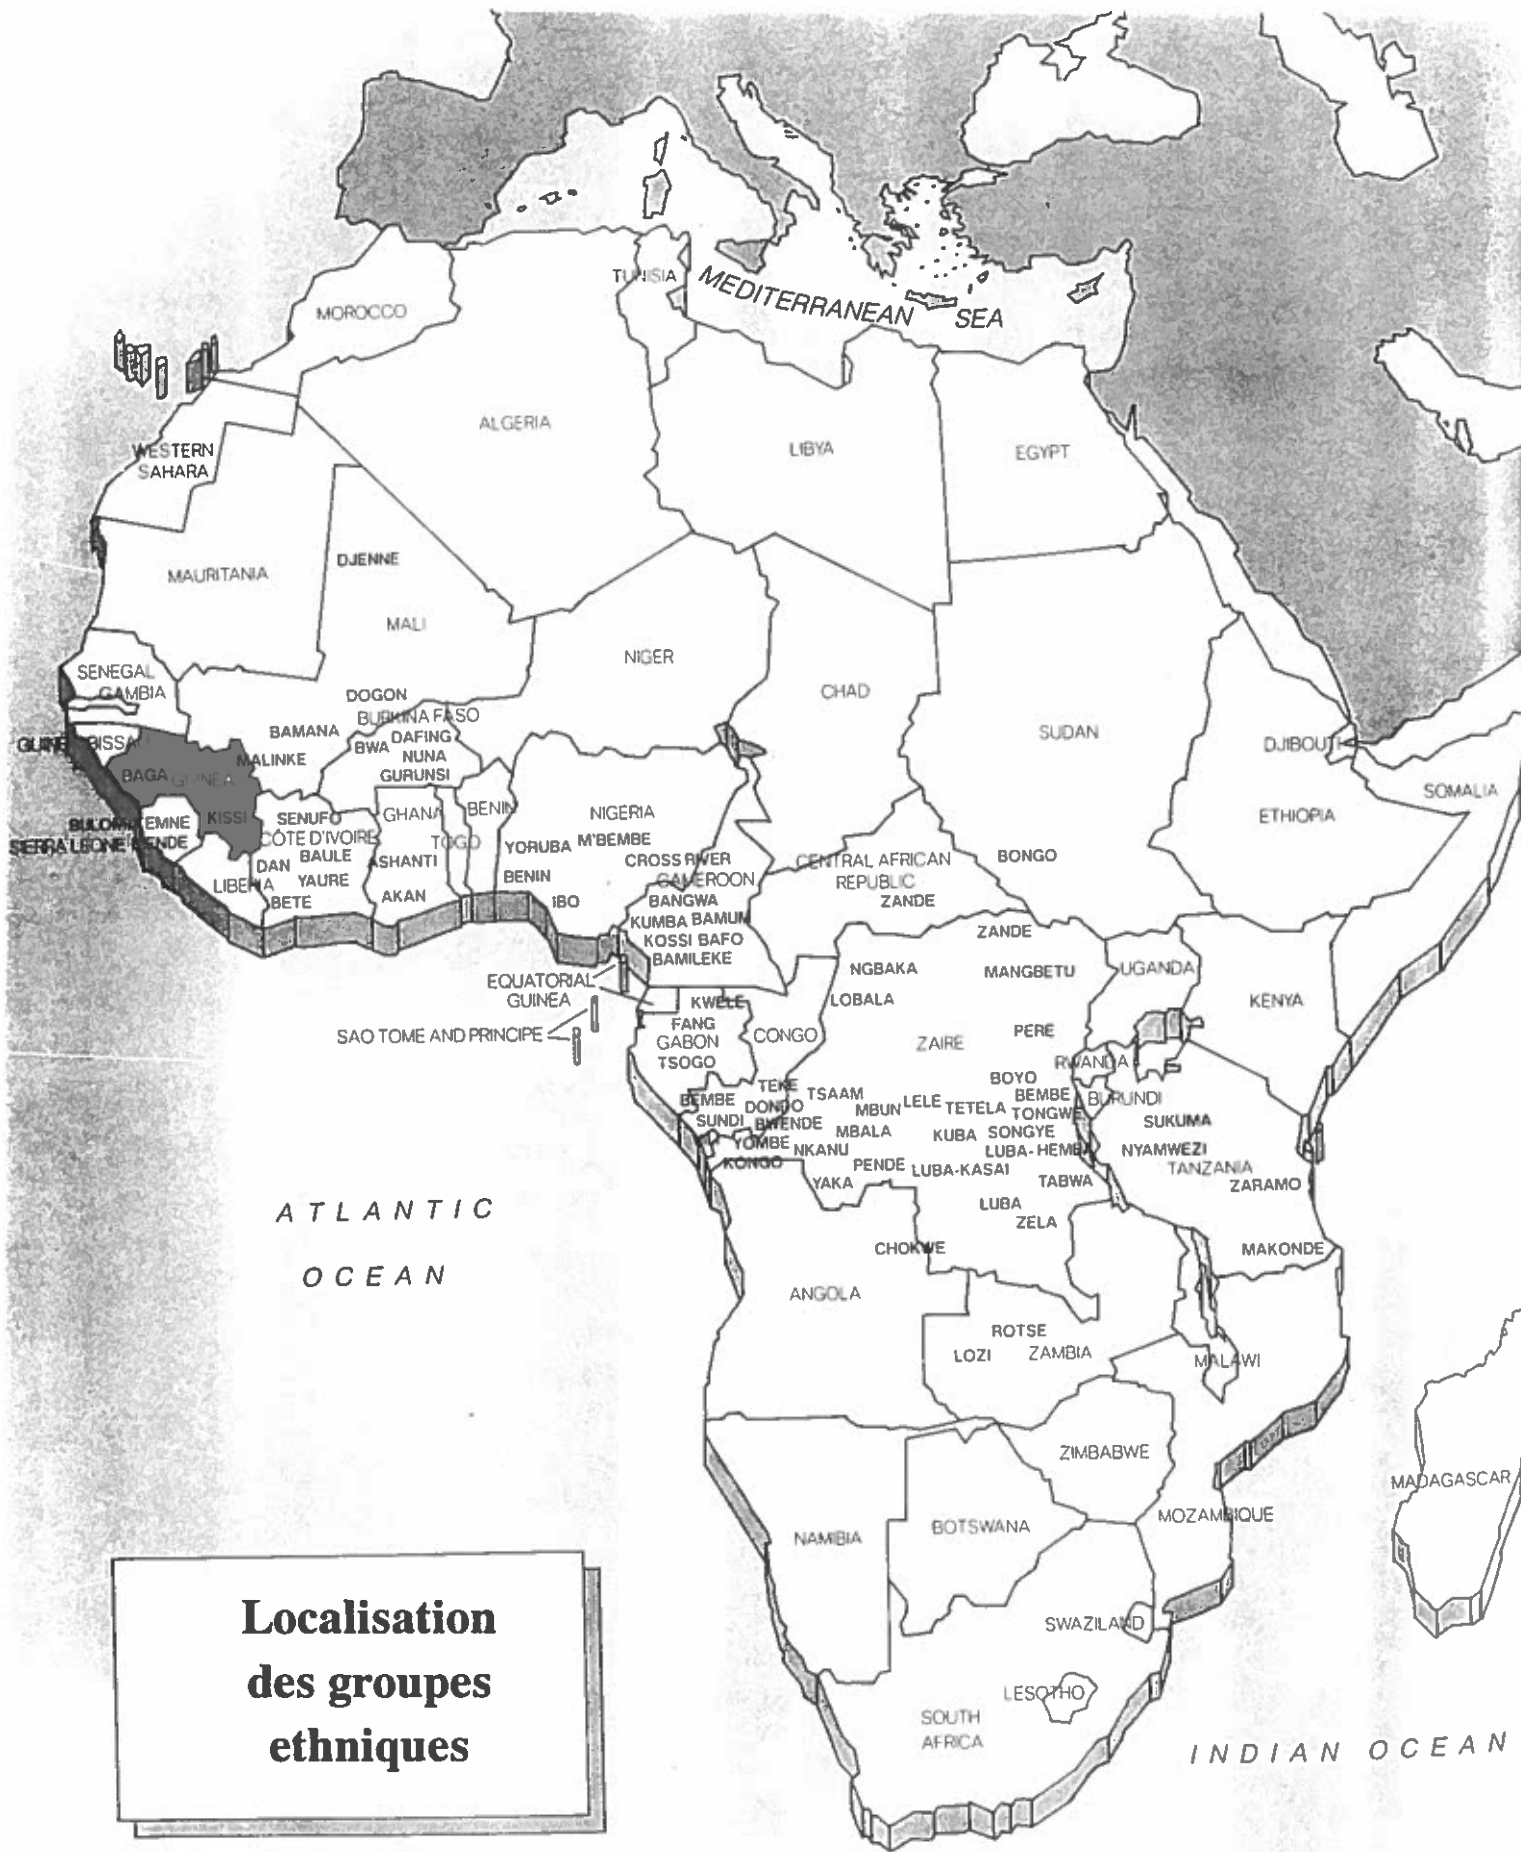 MEDITERRANEAN SEA
TUNISIA
MOROCCO
ALGERIA
LIBYA
EGYPT
WESTERN
SAHARA
MAURITANIA
DJENNE
MALI
NIGER
CHAD
SUDAN
SENEGAL
GAMBIA
DOGON
BURKINA FASO
BAMANA
DAFING
BWA
NUNA
GURUNSI
MALINKE
BISSAU
BAGA
GUINEA
KISSI
DJIBOUTI
SOMALIA
ETHIOPIA
BULOM
TEMNE
SIERRA LEONE
MENDE
SENUFO
CÔTE D'IVOIRE
DAN
BAULE
YAURE
LIBERIA
BETE
GHANA
TOGO
BENIN
ASHANTI
AKAN
NIGERIA
YORUBA
M'BEMBE
CROSS RIVER
BENIN
IBO
CAMEROON
BANGWA
KUMBA BAMUM
KOSSI BAFO
BAMILEKE
CENTRAL AFRICAN
REPUBLIC
ZANDE
BONGO
ZANDE
NGBAKA
MANGBETU
UGANDA
KENYA
EQUATORIAL
GUINEA
SAO TOME AND PRINCIPE
KWELE
FANG
GABON
TSOGO
CONGO
LOBALA
ZAIRE
PERE
RWANDA
BOYO
BEMBE
BURUNDI
TONGWE
SUKUMA
TEKE
BEMBE
TSAAM
DONDO
MBUN
LELE
TETELA
SUNDI
BWENDE
MBALA
KUBA
SONGYE
YOMBE
NKANU
LUBA-HEMBA
NYAMWEZI
KONGO
PENDE
LUBA-KASAI
TANZANIA
YAKA
TABWA
ZARAMO
LUBA
ZELA
CHOKWE
MAKONDE
ATLANTIC
OCEAN
ANGOLA
ROTSE
LOZI
ZAMBIA
MALAWI
ZIMBABWE
MADAGASCAR
MOZAMBIQUE
NAMIBIA
BOTSWANA
SWAZILAND
LESOTHO
SOUTH
AFRICA
INDIAN OCEAN
Localisation
des groupes
ethniques